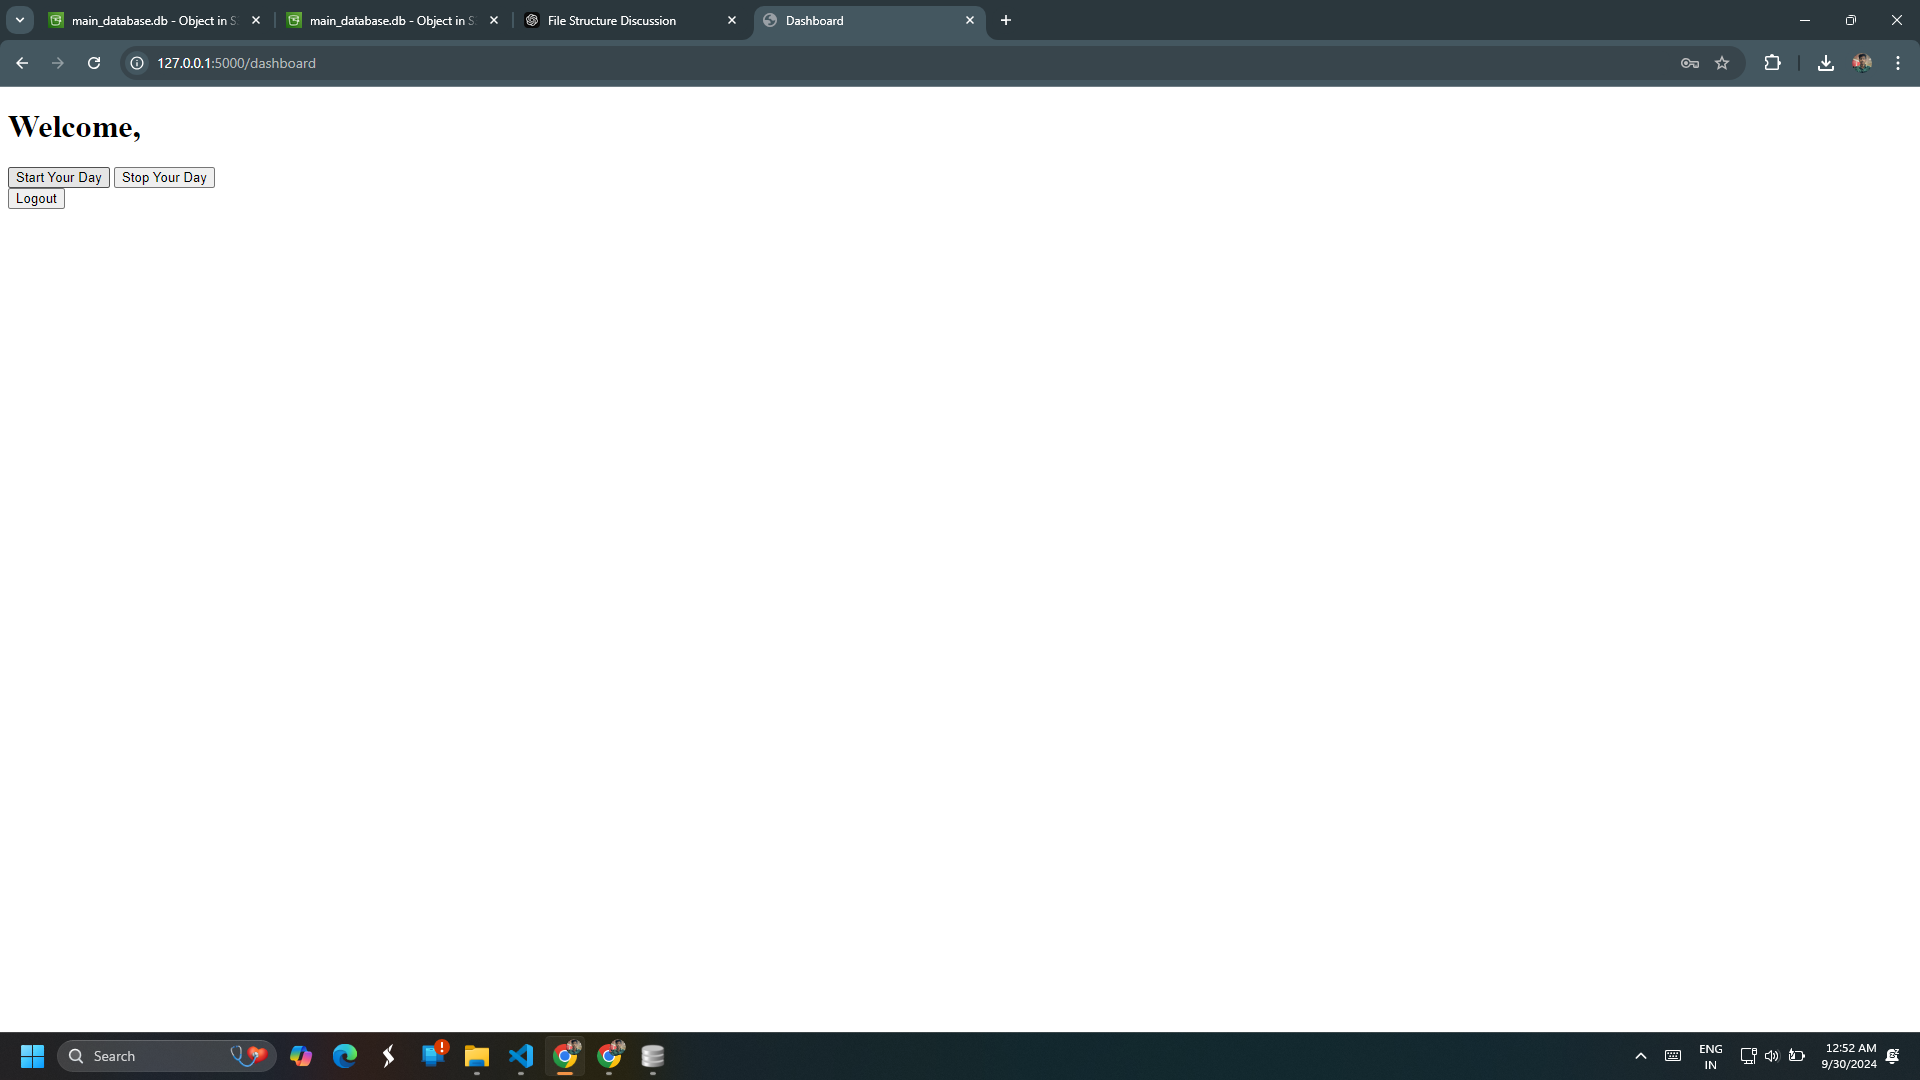 main_database.db - Object in S
main_database.db - Object in S
File Structure Discussion
Dashboard
127.0.0.1:5000/dashboard
Welcome,
Start Your Day Stop Your Day
Logout
Search
ENG
IN
12:52 AM
9/30/2024